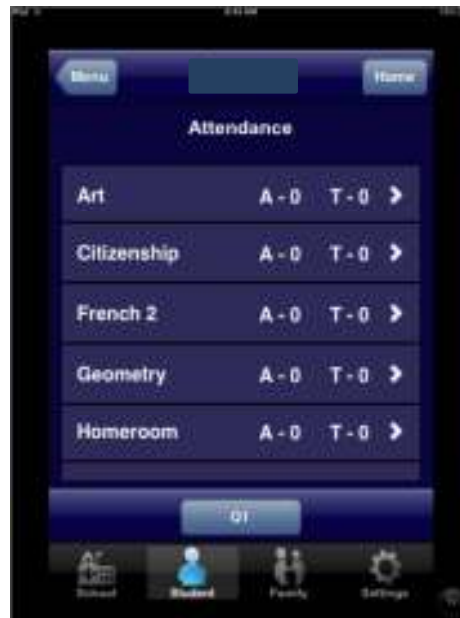 Menu
Home
Attendance
Art A - 0 T - 0
Citizenship A - 0 T - 0
French 2 A - 0 T - 0
Geometry A - 0 T - 0
Homeroom A - 0 T - 0
Q1
School Student Family Settings